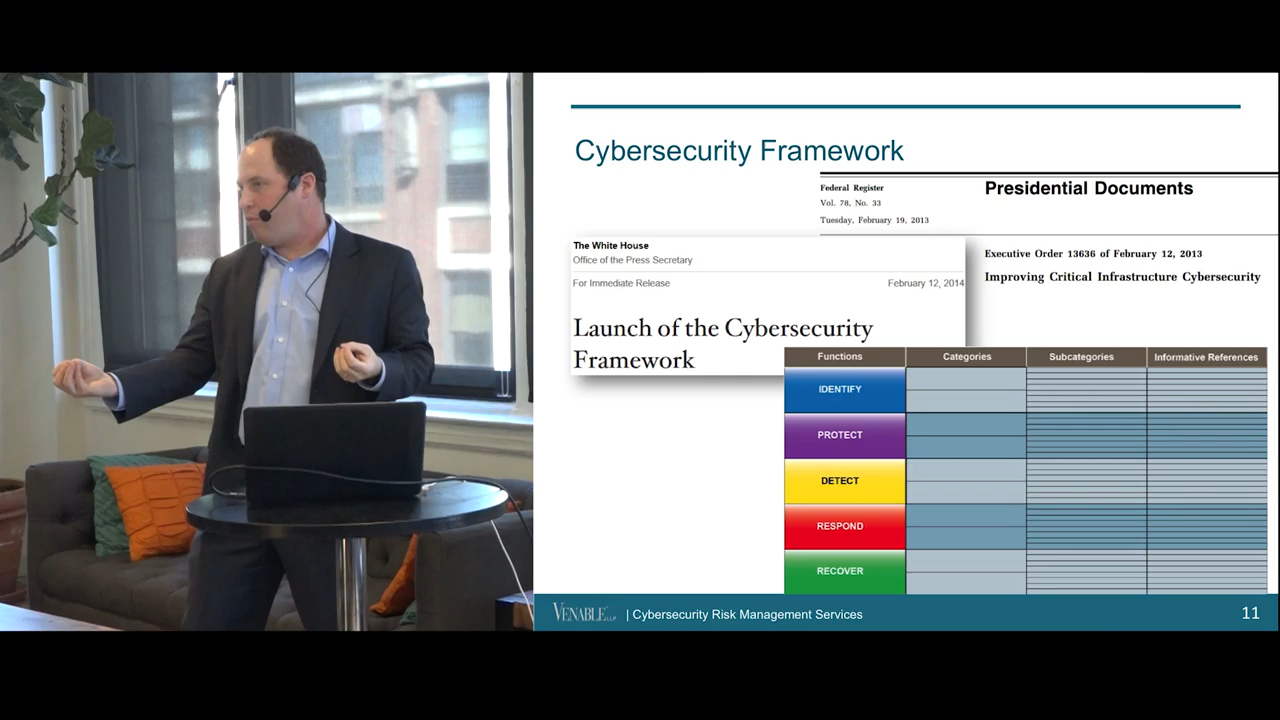 Cybersecurity Framework
Federal Register
Vol. 78, No. 33
Tuesday, February 19, 2013
Presidential Documents
Executive Order 13636 of February 12, 2013
Improving Critical Infrastructure Cybersecurity
The White House
Office of the Press Secretary
For Immediate Release February 12, 2014
Launch of the Cybersecurity
Framework
Functions Categories Subcategories Informative References
IDENTIFY
PROTECT
DETECT
RESPOND
RECOVER
VENABLE LLP | Cybersecurity Risk Management Services 11